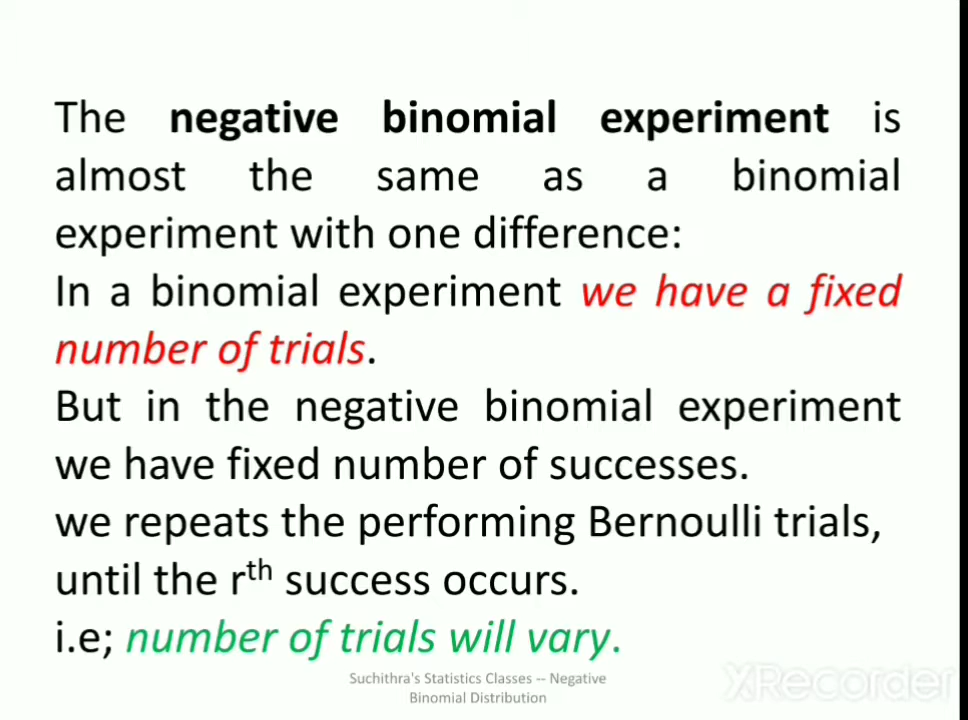 The negative binomial experiment is
almost the same as a binomial
experiment with one difference:
In a binomial experiment we have a fixed
number of trials.
But in the negative binomial experiment
we have fixed number of successes.
we repeats the performing Bernoulli trials,
until the rth success occurs.
i.e; number of trials will vary.
Suchithra's Statistics Classes -- Negative
Binomial Distribution
XRecorder